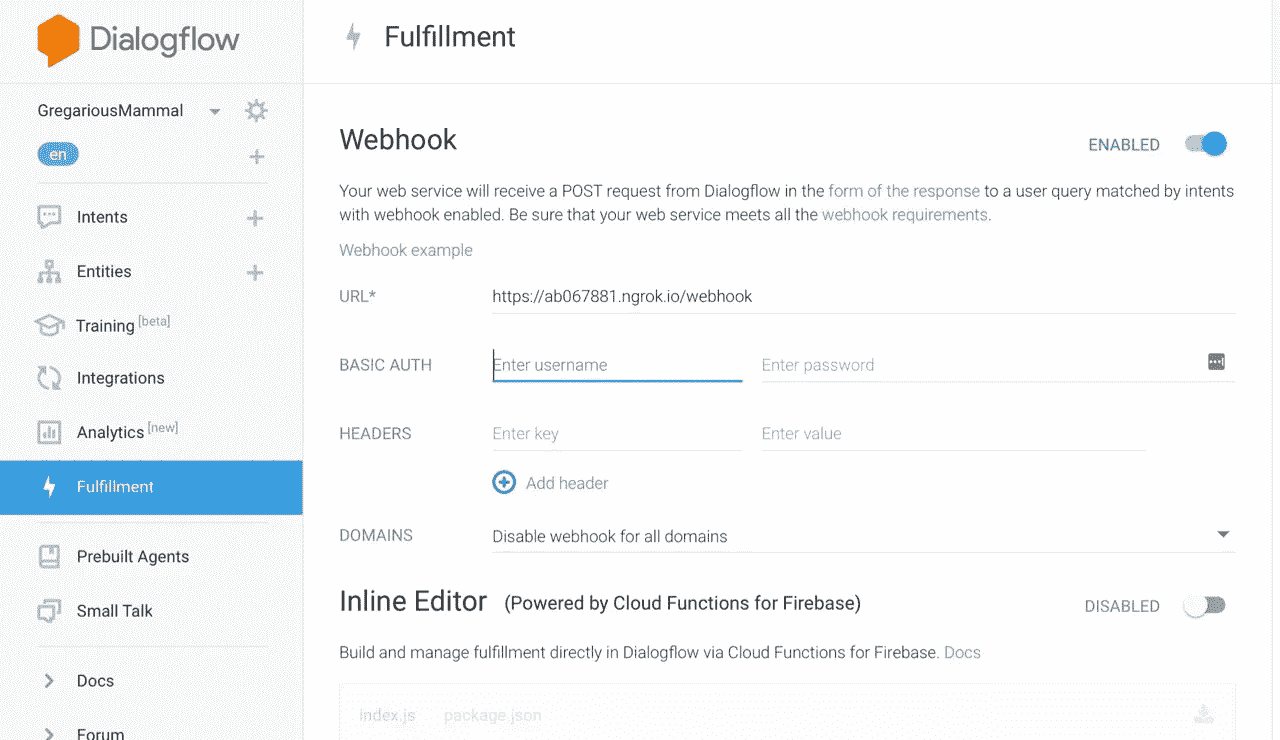 Dialogflow
GregariousMammal
en
Intents
Entities
Training [beta]
Integrations
Analytics [new]
Fulfillment
Prebuilt Agents
Small Talk
Docs
Forum
Fulfillment
Webhook
ENABLED
Your web service will receive a POST request from Dialogflow in the form of the response to a user query matched by intents
with webhook enabled. Be sure that your web service meets all the webhook requirements.
Webhook example
URL* https://ab067881.ngrok.io/webhook
BASIC AUTH Enter username Enter password
HEADERS Enter key Enter value
Add header
DOMAINS Disable webhook for all domains
Inline Editor (Powered by Cloud Functions for Firebase) DISABLED
Build and manage fulfillment directly in Dialogflow via Cloud Functions for Firebase. Docs
index.js package.json